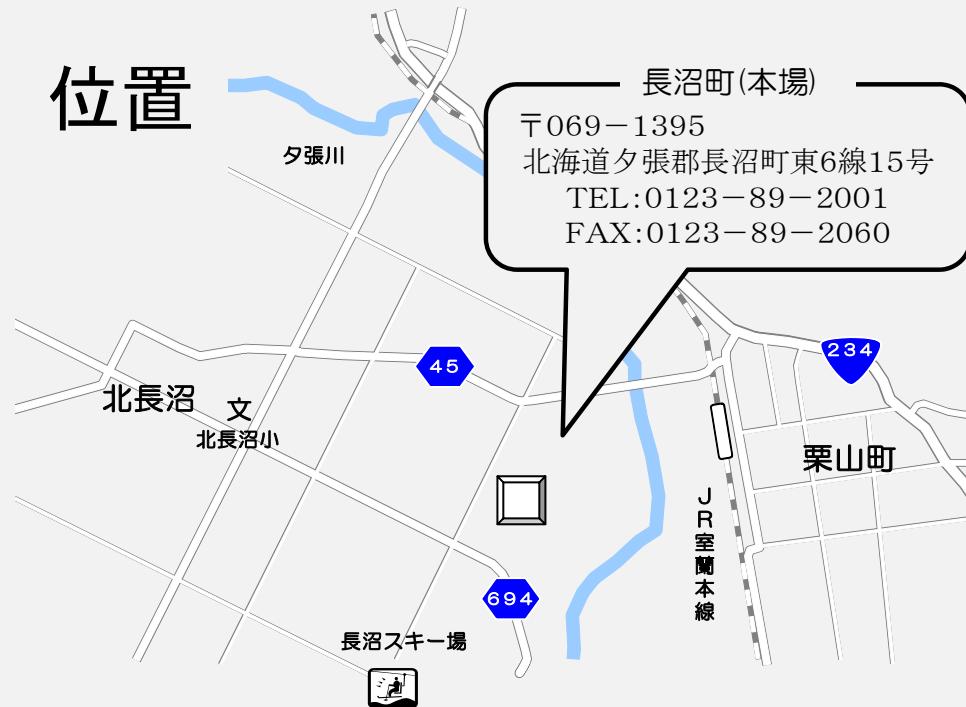 位置
長沼町(本場)
〒069－1395
北海道夕張郡長沼町東6線15号
TEL:0123－89－2001
FAX:0123－89－2060
夕張川
234
45
北長沼
文
北長沼小
栗山町
JR室蘭本線
694
長沼スキー場